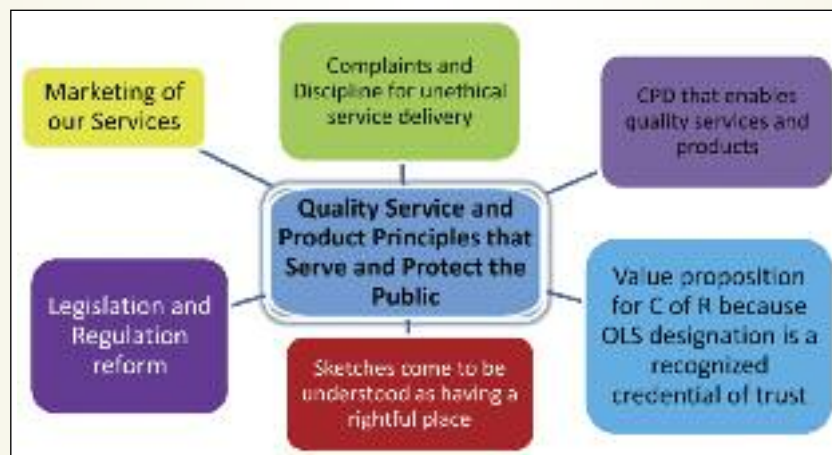 Marketing of
our Services
Complaints and
Discipline for unethical
service delivery
CPD that enables
quality services and
products
Quality Service and
Product Principles that
Serve and Protect the
Public
Legislation and
Regulation
reform
Sketches come to be
understood as having a
rightful place
Value proposition
for C of R because
OLS designation is a
recognized
credential of trust